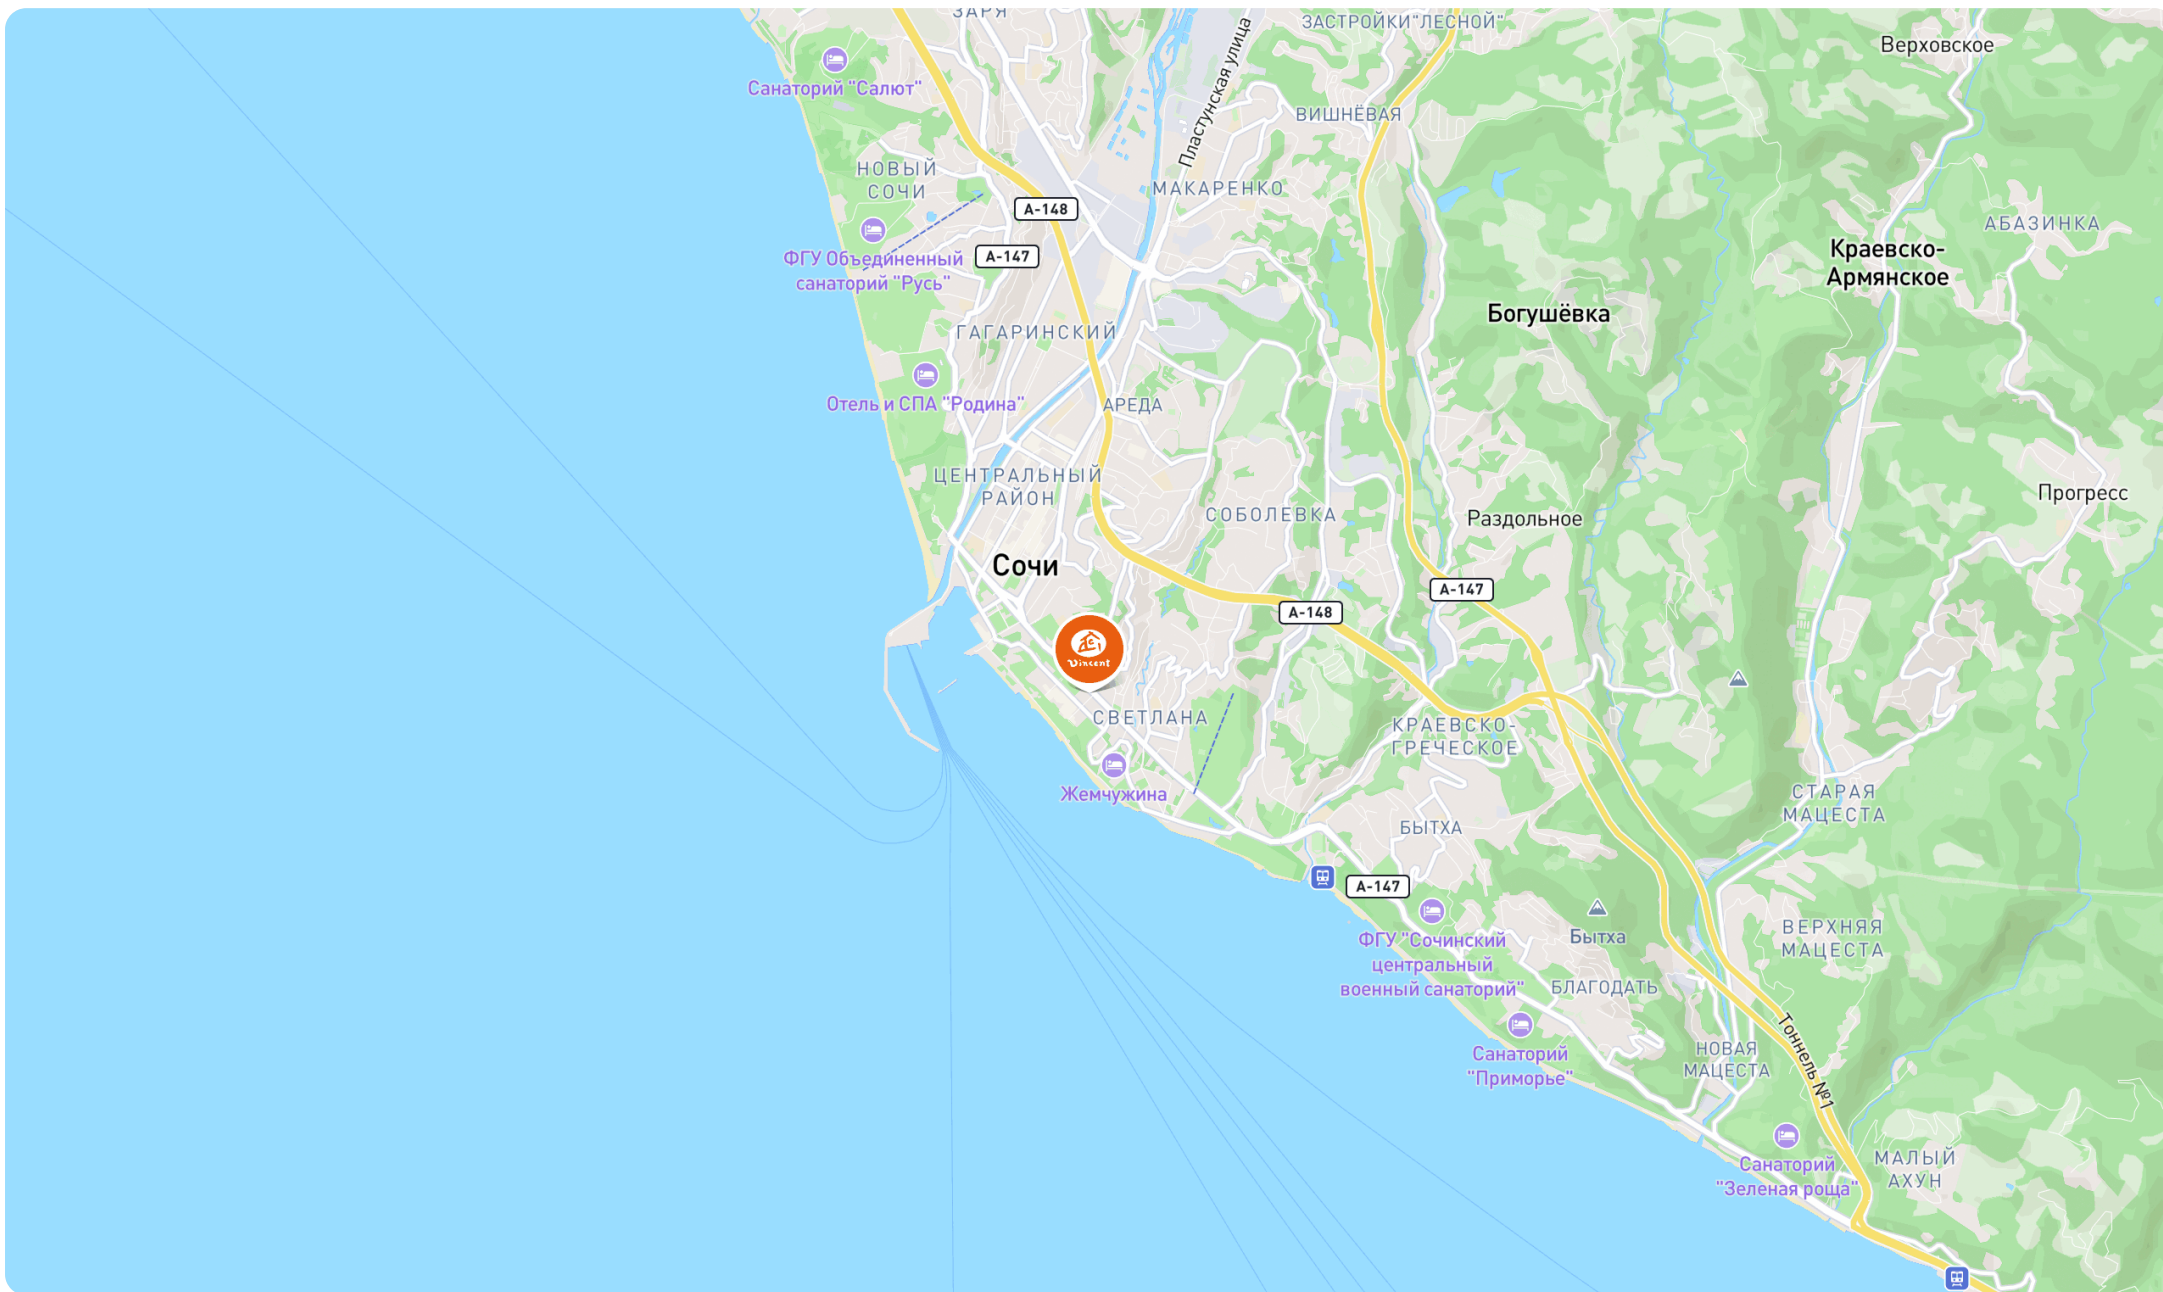 ЗАРЯ
ЗАСТРОЙКИ"ЛЕСНОЙ"
Верховское
Санаторий "Салют"
Пластунская улица
ВИШНЁВАЯ
НОВЫЙ
СОЧИ
МАКАРЕНКО
А-148
АБАЗИНКА
А-147
ФГУ Объединенный
санаторий "Русь"
Краевско-
Армянское
Богушёвка
ГАГАРИНСКИЙ
Отель и СПА "Родина"
АРЕДА
ЦЕНТРАЛЬНЫЙ
РАЙОН
Прогресс
СОБОЛЕВКА
Раздольное
Сочи
А-147
А-148
Vincent
СВЕТЛАНА
КРАЕВСКО-
ГРЕЧЕСКОЕ
Жемчужина
СТАРАЯ
МАЦЕСТА
БЫТХА
А-147
ФГУ "Сочинский
центральный
военный санаторий"
Бытха
ВЕРХНЯЯ
МАЦЕСТА
БЛАГОДАТЬ
Санаторий
"Приморье"
НОВАЯ
МАЦЕСТА
Тоннель №1
Санаторий
"Зеленая роща"
МАЛЫЙ
АХУН